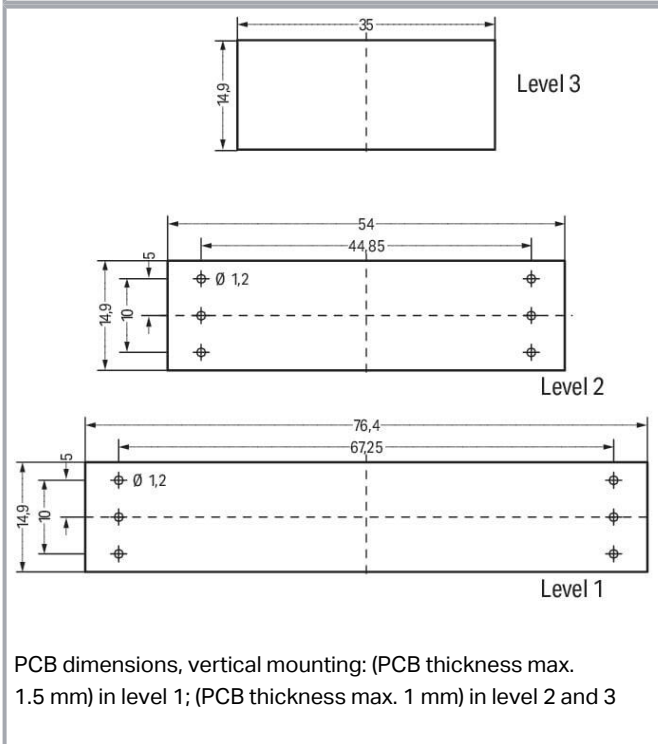 35
14,9
Level 3
54
44,85
5
Ø 1,2
14,9
10
Level 2
76,4
67,25
5
Ø 1,2
14,9
10
Level 1
PCB dimensions, vertical mounting: (PCB thickness max.
1.5 mm) in level 1; (PCB thickness max. 1 mm) in level 2 and 3